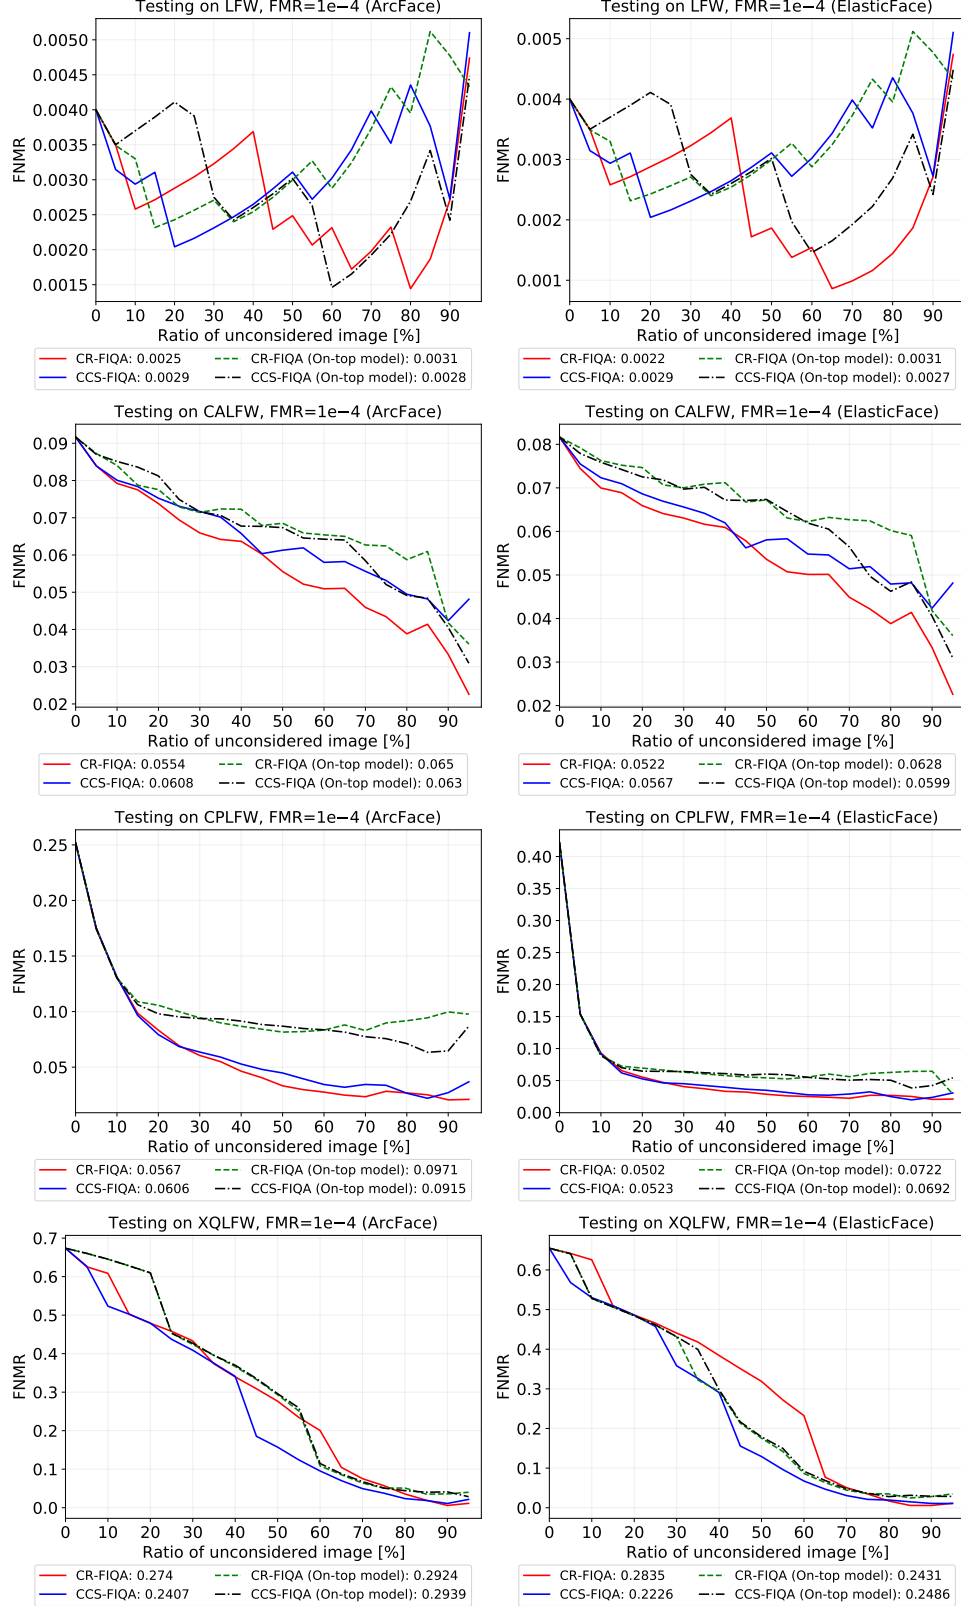 Testing on LFW, FMR=1e−4 (ArcFace)
FNMR
0.0050
0.0045
0.0040
0.0035
0.0030
0.0025
0.0020
0.0015
0 10 20 30 40 50 60 70 80 90
Ratio of unconsidered image [%]
CR-FIQA: 0.0025 CR-FIQA (On-top model): 0.0031
CCS-FIQA: 0.0029 CCS-FIQA (On-top model): 0.0028
Testing on LFW, FMR=1e−4 (ElasticFace)
FNMR
0.005
0.004
0.003
0.002
0.001
0 10 20 30 40 50 60 70 80 90
Ratio of unconsidered image [%]
CR-FIQA: 0.0022 CR-FIQA (On-top model): 0.0031
CCS-FIQA: 0.0029 CCS-FIQA (On-top model): 0.0027
Testing on CALFW, FMR=1e−4 (ArcFace)
FNMR
0.09
0.08
0.07
0.06
0.05
0.04
0.03
0.02
0 10 20 30 40 50 60 70 80 90
Ratio of unconsidered image [%]
CR-FIQA: 0.0554 CR-FIQA (On-top model): 0.065
CCS-FIQA: 0.0608 CCS-FIQA (On-top model): 0.063
Testing on CALFW, FMR=1e−4 (ElasticFace)
FNMR
0.08
0.07
0.06
0.05
0.04
0.03
0.02
0 10 20 30 40 50 60 70 80 90
Ratio of unconsidered image [%]
CR-FIQA: 0.0522 CR-FIQA (On-top model): 0.0628
CCS-FIQA: 0.0567 CCS-FIQA (On-top model): 0.0599
Testing on CPLFW, FMR=1e−4 (ArcFace)
FNMR
0.25
0.20
0.15
0.10
0.05
0 10 20 30 40 50 60 70 80 90
Ratio of unconsidered image [%]
CR-FIQA: 0.0567 CR-FIQA (On-top model): 0.0971
CCS-FIQA: 0.0606 CCS-FIQA (On-top model): 0.0915
Testing on CPLFW, FMR=1e−4 (ElasticFace)
FNMR
0.40
0.35
0.30
0.25
0.20
0.15
0.10
0.05
0.00
0 10 20 30 40 50 60 70 80 90
Ratio of unconsidered image [%]
CR-FIQA: 0.0502 CR-FIQA (On-top model): 0.0722
CCS-FIQA: 0.0523 CCS-FIQA (On-top model): 0.0692
Testing on XQLFW, FMR=1e−4 (ArcFace)
FNMR
0.7
0.6
0.5
0.4
0.3
0.2
0.1
0.0
0 10 20 30 40 50 60 70 80 90
Ratio of unconsidered image [%]
CR-FIQA: 0.274 CR-FIQA (On-top model): 0.2924
CCS-FIQA: 0.2407 CCS-FIQA (On-top model): 0.2939
Testing on XQLFW, FMR=1e−4 (ElasticFace)
FNMR
0.6
0.5
0.4
0.3
0.2
0.1
0.0
0 10 20 30 40 50 60 70 80 90
Ratio of unconsidered image [%]
CR-FIQA: 0.2835 CR-FIQA (On-top model): 0.2431
CCS-FIQA: 0.2226 CCS-FIQA (On-top model): 0.2486